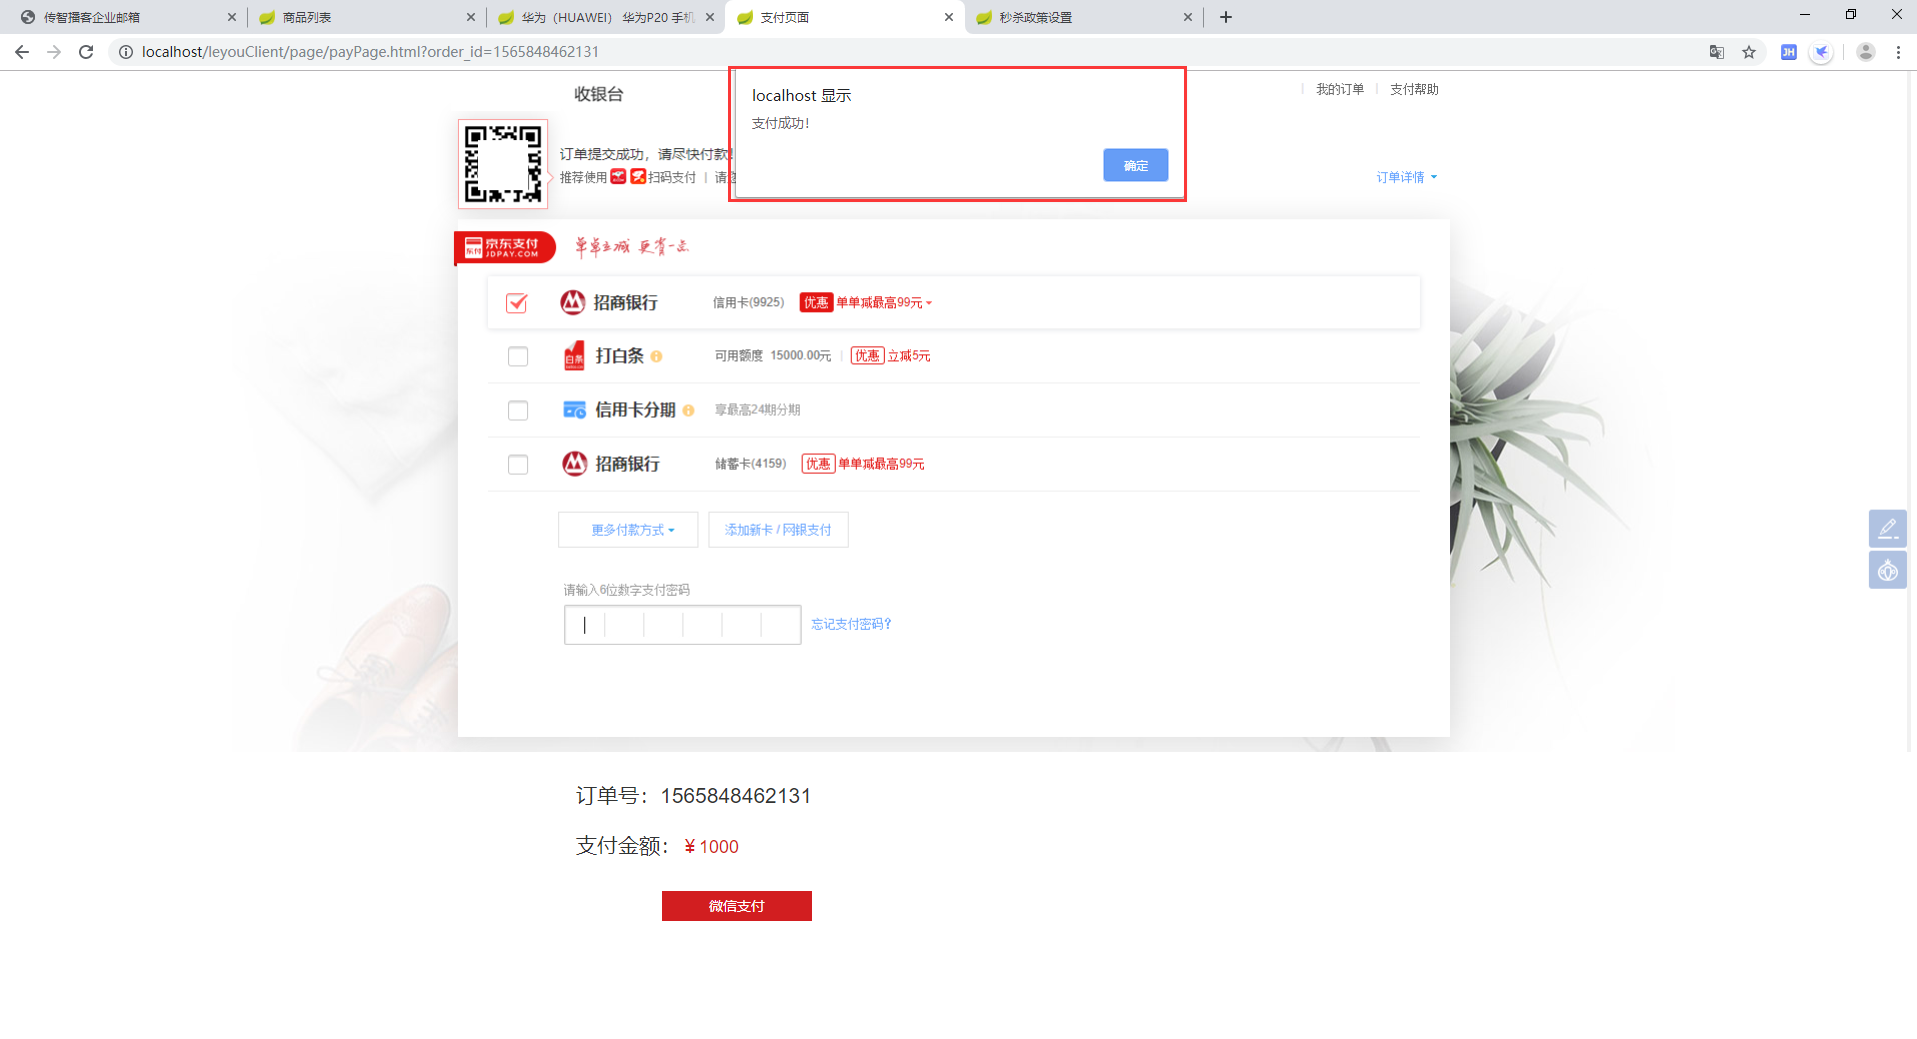 传智播客企业邮箱
商品列表
华为（HUAWEI） 华为P20 手机
支付页面
秒杀政策设置
localhost/leyouClient/page/payPage.html?order_id=1565848462131
JH
收银台
localhost 显示
支付成功！
确定
我的订单
支付帮助
订单提交成功，请尽快付款!
推荐使用 扫码支付 | 请
订单详情
京东支付
JDPAY.COM
单单立减 更省一点
招商银行 信用卡(9925) 优惠 单单减最高99元
打白条 可用额度 15000.00元 优惠 立减5元
信用卡分期 享最高24期分期
招商银行 储蓄卡(4159) 优惠 单单减最高99元
更多付款方式
添加新卡 / 网银支付
请输入6位数字支付密码
忘记支付密码?
订单号：1565848462131
支付金额：￥1000
微信支付